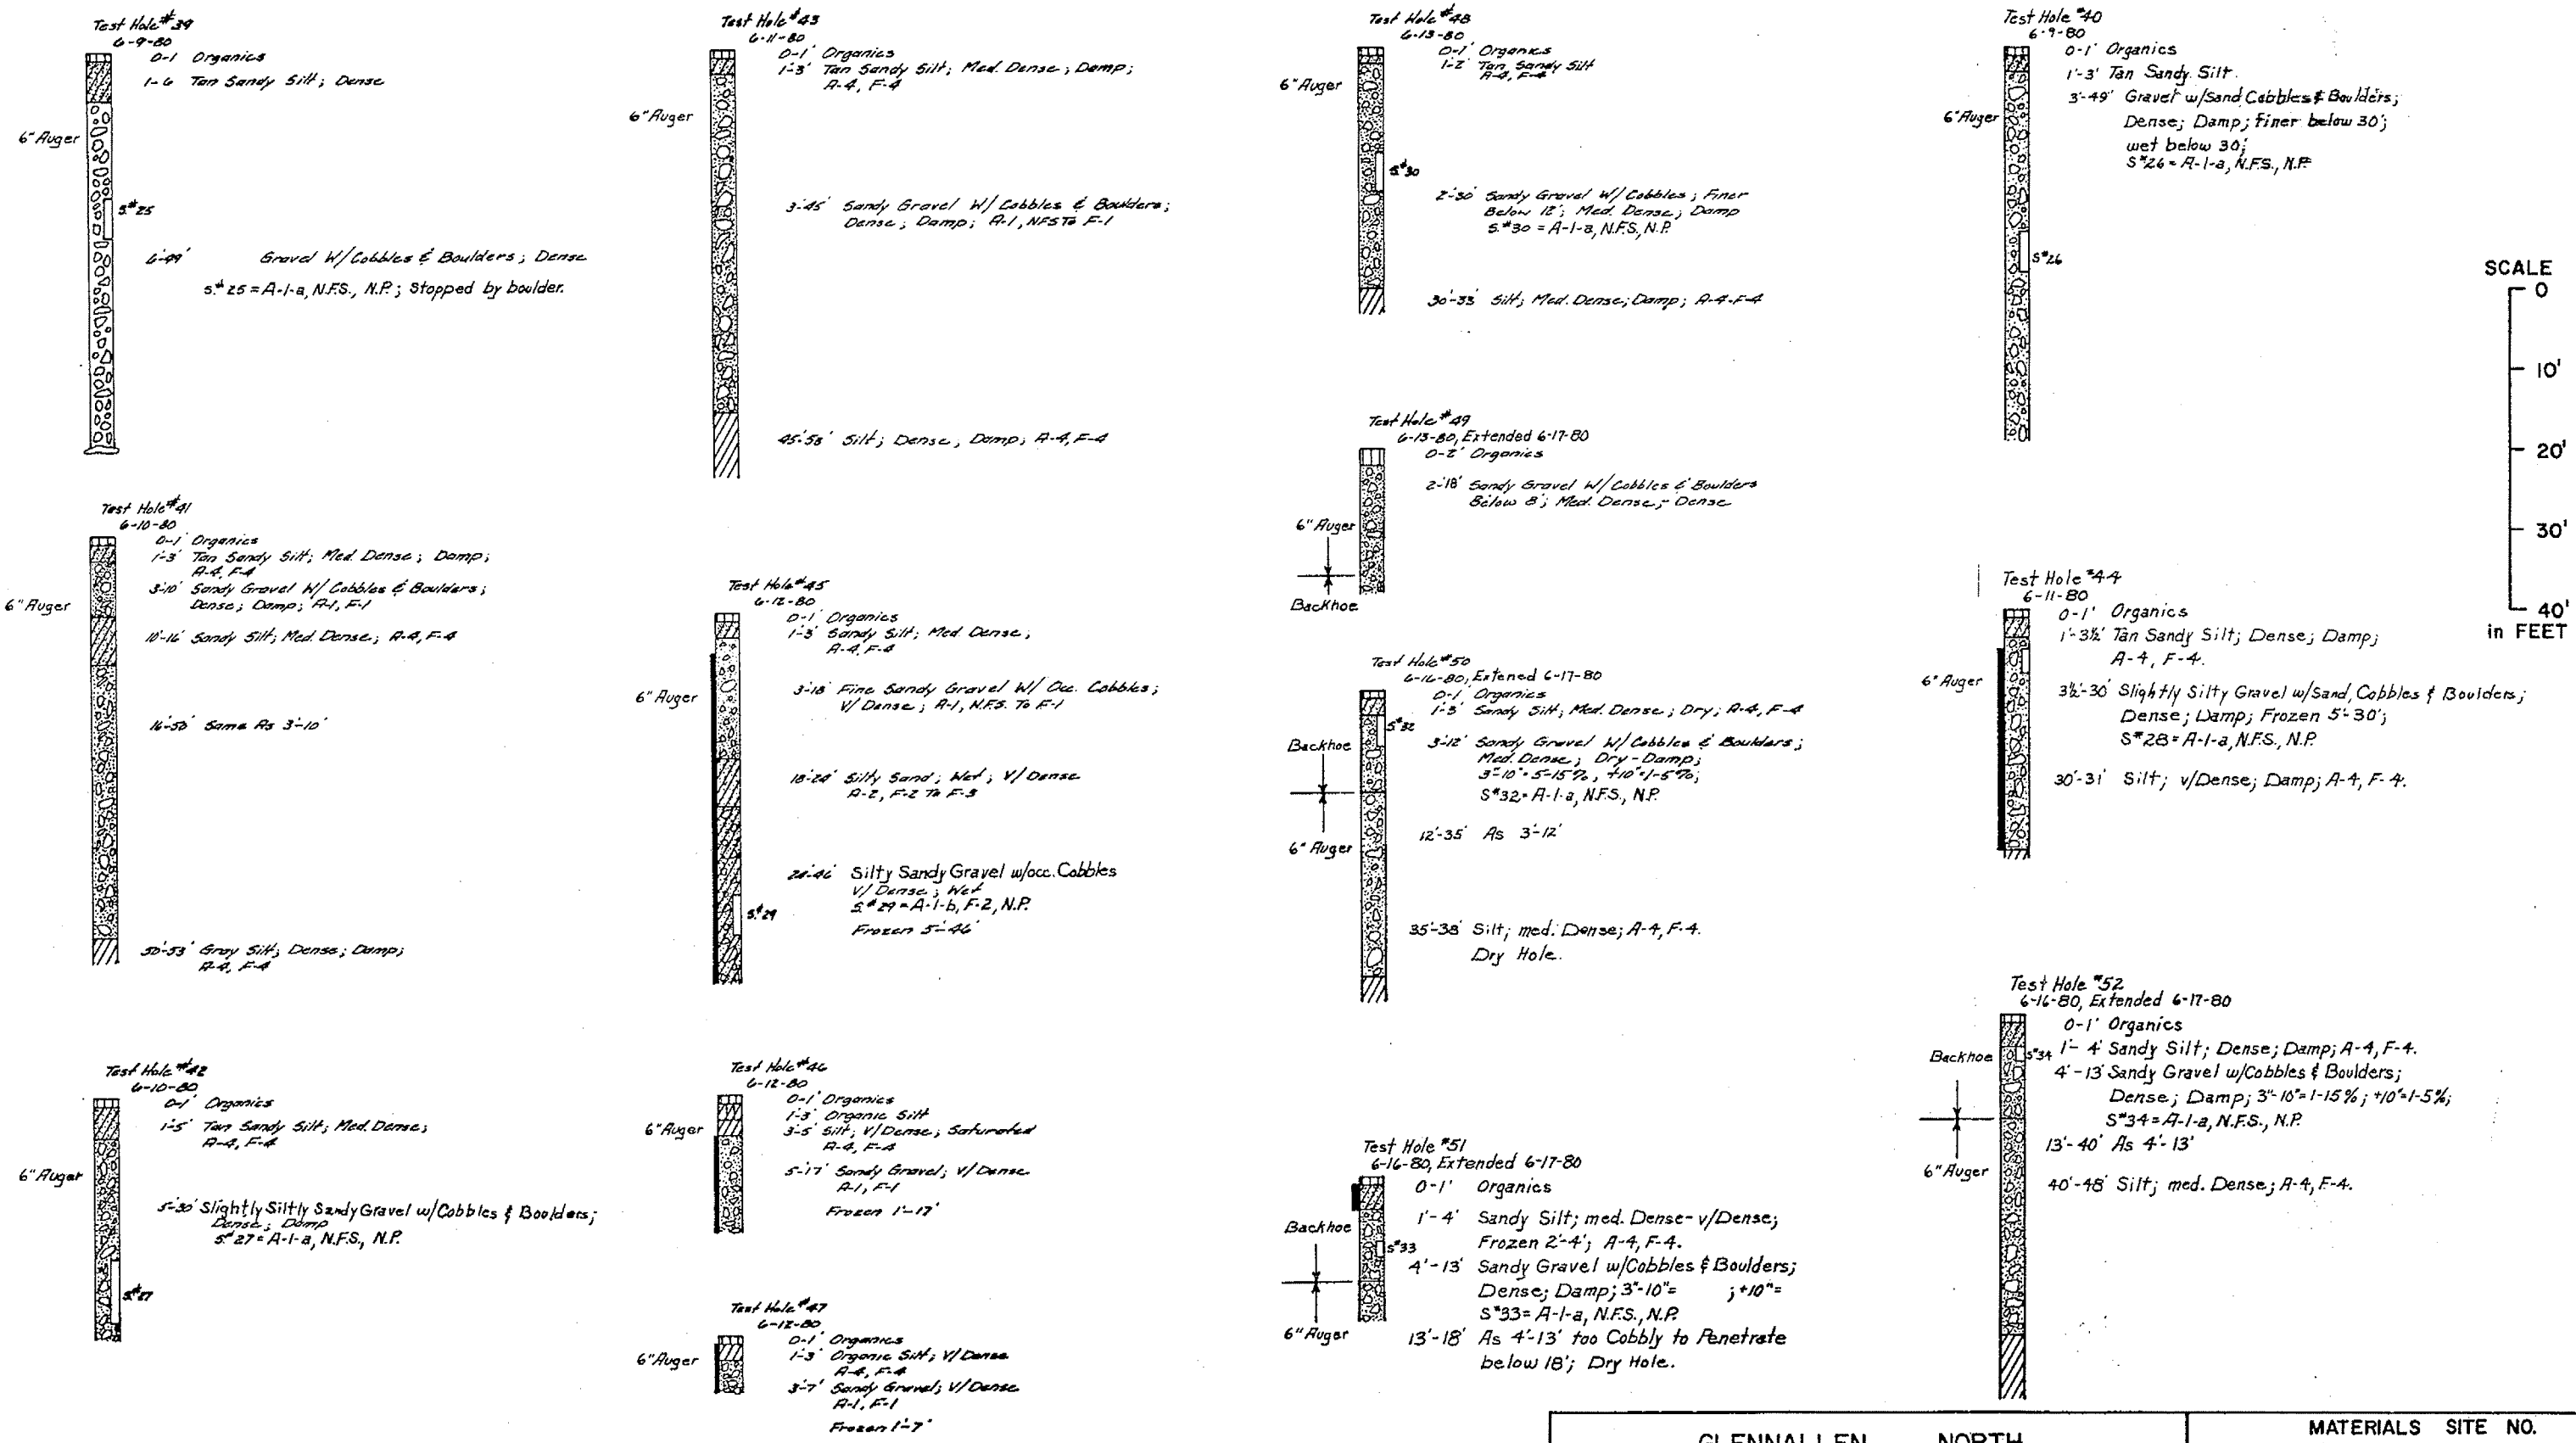 Test Hole #39
6-9-80
0-1 Organics
1-6 Tan Sandy Silt; Dense
6" Auger
S.#25
6'-49' Gravel W/Cobbles & Boulders; Dense
S.#25 = A-1-a, N.F.S., N.P.; Stopped by boulder.
Test Hole #41
6-10-80
0-1' Organics
1'-3' Tan Sandy Silt; Med. Dense; Damp;
A-4, F-4
3'-10' Sandy Gravel W/ Cobbles & Boulders;
Dense; Damp; A-1, F-1
6" Auger
10'-16' Sandy Silt; Med. Dense; A-4, F-4
16'-50' Same As 3'-10'
50'-53' Gray Silt; Dense; Damp;
A-4, F-4
Test Hole #42
6-10-80
0-1' Organics
1'-5' Tan Sandy Silt; Med. Dense;
A-4, F-4
6" Auger
5'-30' Slightly Siltly Sandy Gravel w/Cobbles & Boolders;
Dense; Damp
S.#27 = A-1-a, N.F.S., N.P.
S.#27
Test Hole #43
6-11-80
0-1' Organics
1'-3' Tan Sandy Silt; Med. Dense; Damp;
A-4, F-4
6" Auger
3'-45' Sandy Gravel W/ Cobbles & Boulders;
Dense; Damp; A-1, NFS To F-1
45'-53' Silt; Dense, Damp; A-4, F-4
Test Hole #45
6-12-80
0-1' Organics
1'-3' Sandy Silt; Med. Dense;
A-4, F-4
6" Auger
3'-18' Fine Sandy Gravel W/ Occ. Cobbles;
V/Dense; A-1, N.F.S. To F-1
18'-24' Silty Sand; Wet; V/Dense
A-2, F-2 To F-3
24'-46' Silty Sandy Gravel w/occ. Cobbles
V/Dense; Wet
S.#29 = A-1-b, F-2, N.P.
S.#29
Frozen 5'-46'
Test Hole #46
6-12-80
0-1' Organics
1'-3' Organic Silt
6" Auger
3'-5' Silt; V/Dense; Saturated
A-4, F-4
5'-17' Sandy Gravel; V/Dense
A-1, F-1
Frozen 1'-17'
Test Hole #47
6-12-80
0-1' Organics
1'-3' Organic Silt; V/Dense
A-4, F-4
6" Auger
3'-7' Sandy Gravel; V/Dense
A-1, F-1
Frozen 1'-7'
Test Hole #48
6-13-80
0-1' Organics
1'-2' Tan Sandy Silt
A-4, F-4
6" Auger
S.#30
2'-30' Sandy Gravel W/ Cobbles; Finer
Below 12'; Med. Dense; Damp
S.#30 = A-1-a, N.F.S, N.P.
30'-33' Silt; Med. Dense; Damp; A-4-F-4
Test Hole #49
6-13-80, Extended 6-17-80
0-2' Organics
2'-18' Sandy Gravel W/ Cobbles & Boulders
Below 8'; Med. Dense; - Dense
6" Auger
Backhoe
Test Hole #50
6-16-80, Extened 6-17-80
0-1' Organics
1'-3' Sandy Silt; Med. Dense; Dry; A-4, F-4
S#32
Backhoe
3'-12' Sandy Gravel W/ Cobbles & Boulders;
Med. Dense; Dry-Damp;
3"-10" = 5-15%, +10" = 1-5%;
S#32 = A-1-a, N.F.S., N.P.
12'-35' As 3'-12'
6" Auger
35'-38' Silt; med. Dense; A-4, F-4.
Dry Hole.
Test Hole #51
6-16-80, Extended 6-17-80
0-1' Organics
1'-4' Sandy Silt; med. Dense- v/Dense;
Frozen 2'-4'; A-4, F-4.
Backhoe
S#33
4'-13' Sandy Gravel w/Cobbles & Boulders;
Dense; Damp; 3"-10"= ; +10"=
S#33= A-1-a, N.F.S., N.P.
6" Auger
13'-18' As 4'-13' too Cobbly to Penetrate
below 18'; Dry Hole.
Test Hole #40
6-9-80
0-1' Organics
1'-3' Tan Sandy Silt.
3'-49' Gravel w/Sand Cobbles & Boulders;
Dense; Damp; finer below 30';
wet below 30;
S#26 = A-1-a, N.F.S., N.P.
6" Auger
S#26
SCALE
0
10'
20'
30'
40'
in FEET
Test Hole #44
6-11-80
0-1' Organics
1'-3½' Tan Sandy Silt; Dense; Damp;
A-4, F-4.
6" Auger
3½'-30' Slightly Silty Gravel w/Sand, Cobbles & Boulders;
Dense; Damp; Frozen 5'-30';
S#28 = A-1-a, N.F.S., N.P.
30'-31' Silt; v/Dense; Damp; A-4, F-4.
Test Hole #52
6-16-80, Extended 6-17-80
0-1' Organics
Backhoe
S#34
1'-4' Sandy Silt; Dense; Damp; A-4, F-4.
4'-13' Sandy Gravel w/Cobbles & Boulders;
Dense; Damp; 3"-10"=1-15%; +10"=1-5%;
S#34= A-1-a, N.F.S., N.P.
13'-40' As 4'-13'
6" Auger
40'-48' Silt; med. Dense; A-4, F-4.
GLENNALLEN NORTH
MATERIALS SITE NO.